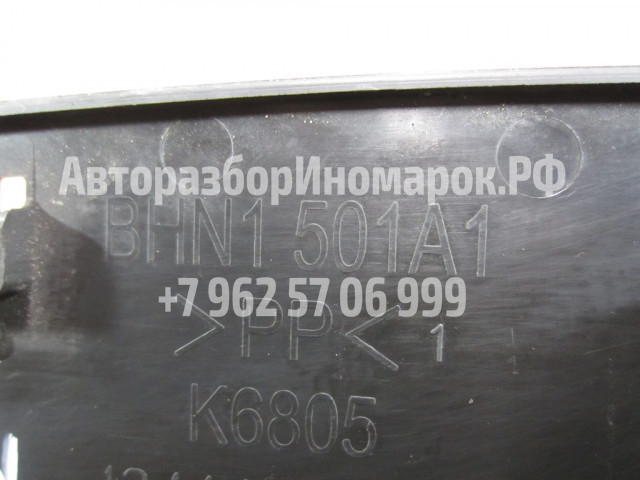 АвторазборИномарок.РФ
BHN1 501A1
+7 962 57 06 999
>PP< 1
K6805